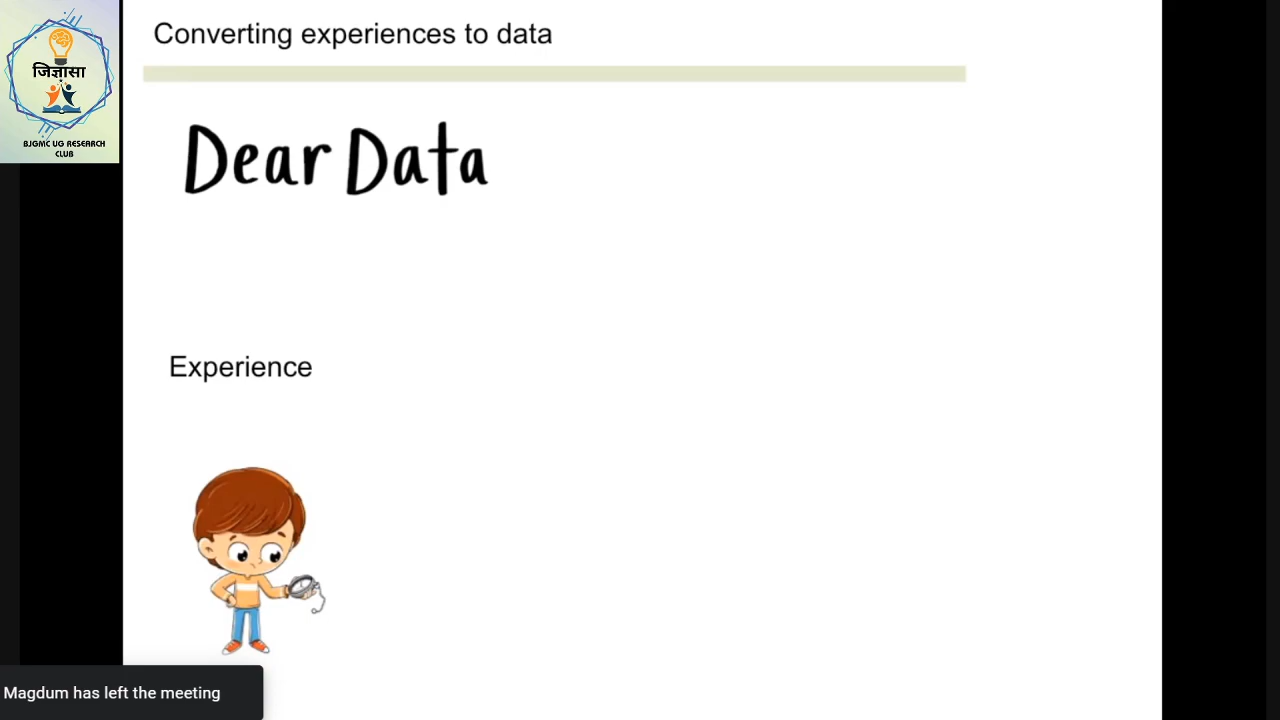 Converting experiences to data
जिज्ञासा
BJGMC UG RESEARCH
CLUB
Dear Data
Experience
Magdum has left the meeting